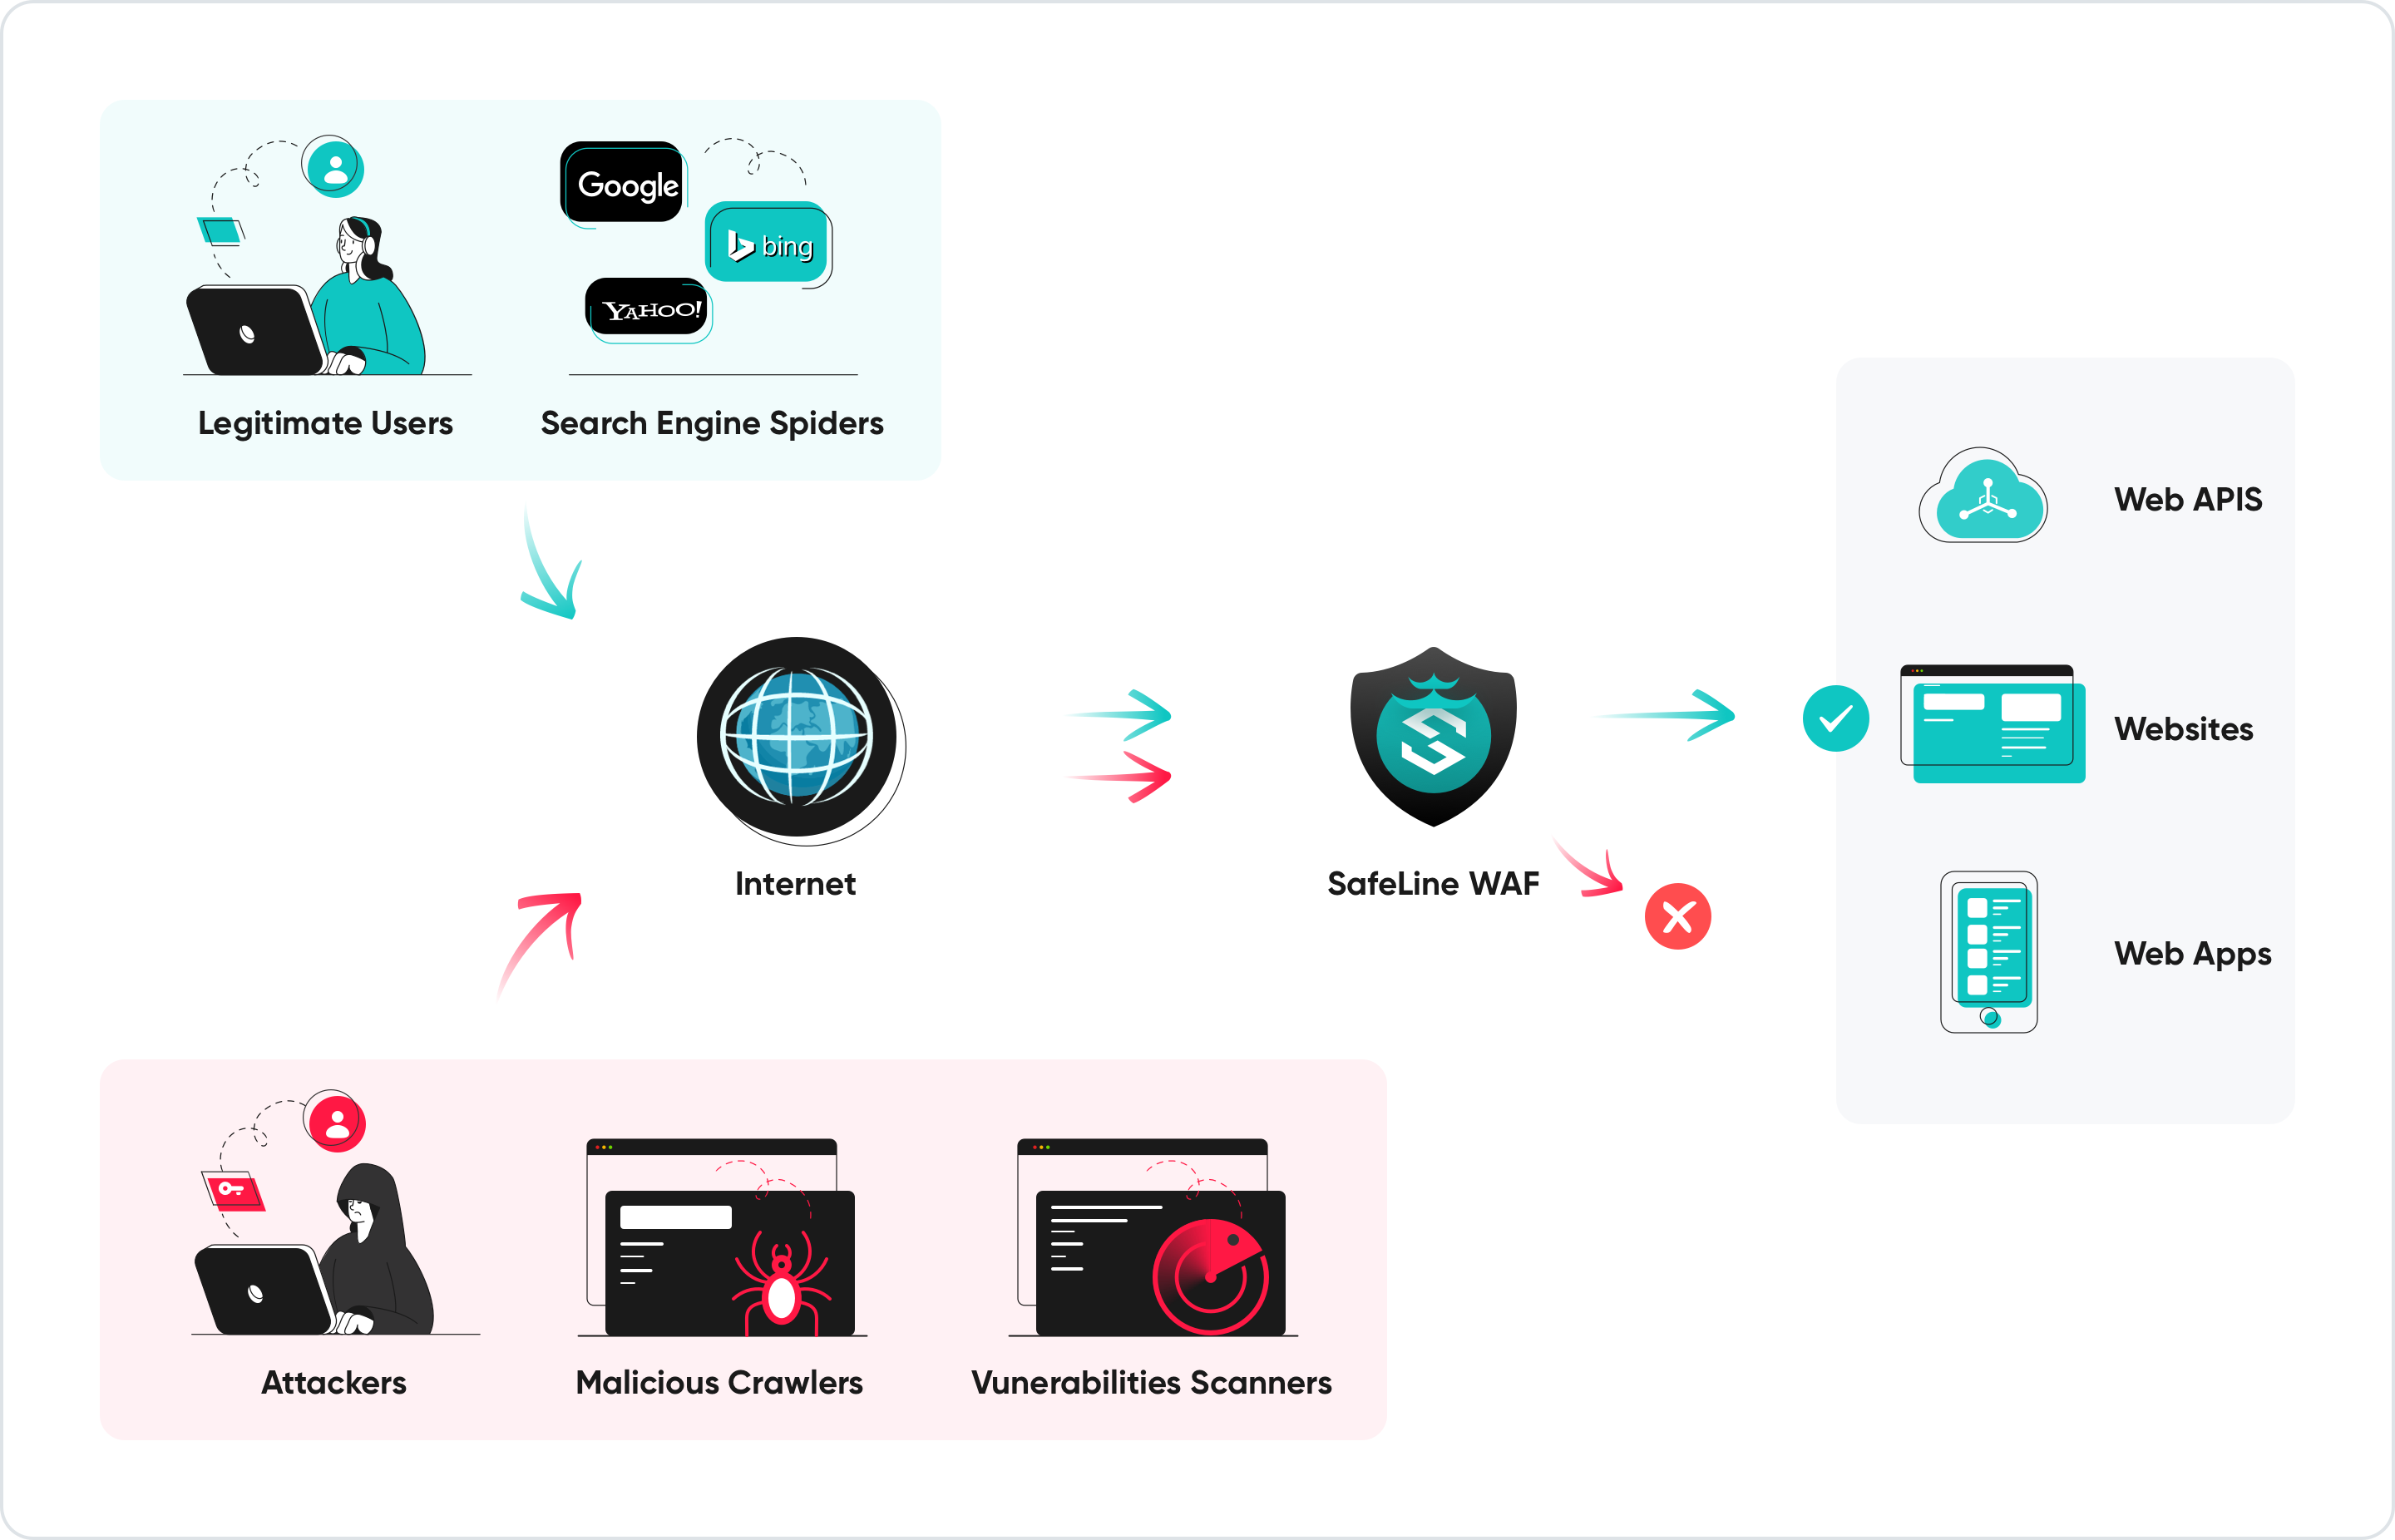 Google
bing
YAHOO!
Legitimate Users
Search Engine Spiders
Web APIS
Internet
SafeLine WAF
Websites
Web Apps
Attackers
Malicious Crawlers
Vunerabilities Scanners